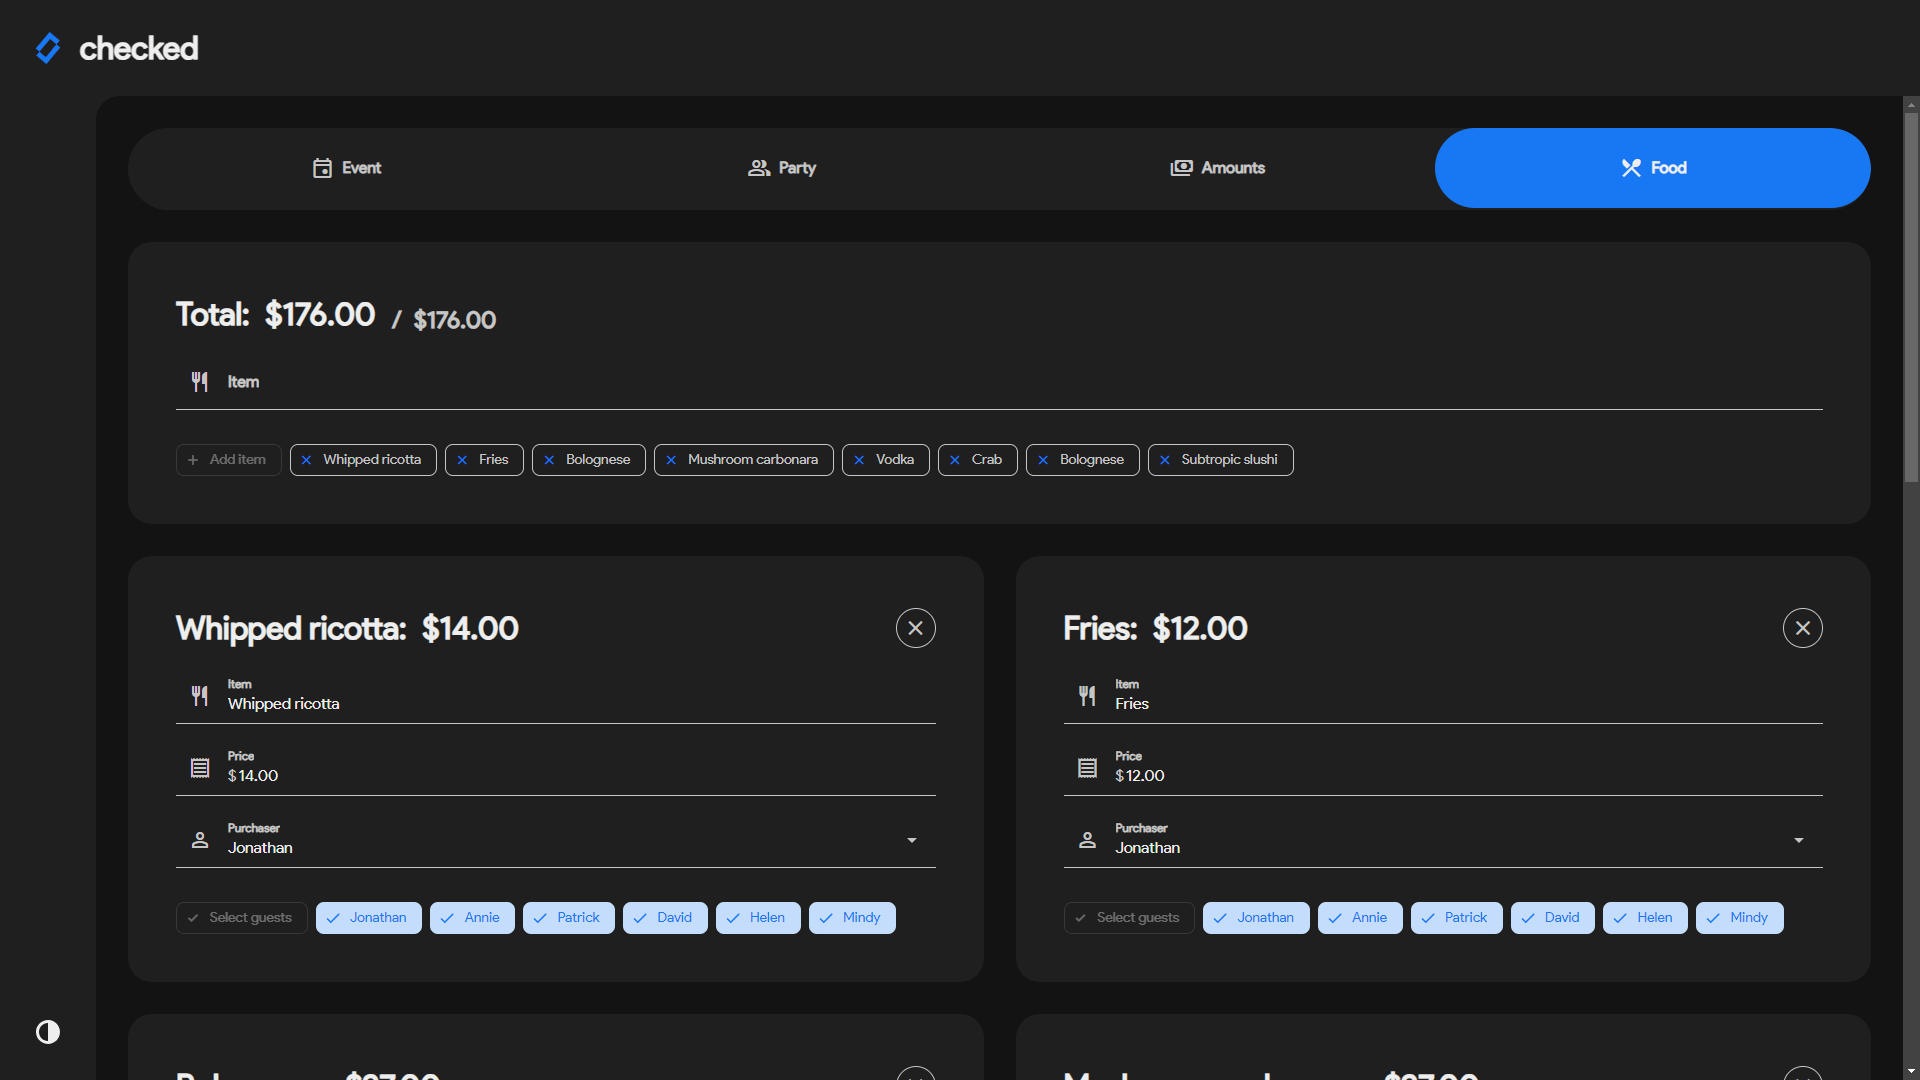 checked
Event
Party
Amounts
Food
Total: $176.00 / $176.00
Item
Add item
Whipped ricotta
Fries
Bolognese
Mushroom carbonara
Vodka
Crab
Bolognese
Subtropic slushi
Whipped ricotta: $14.00
Item
Whipped ricotta
Price
$14.00
Purchaser
Jonathan
Select guests
Jonathan
Annie
Patrick
David
Helen
Mindy
Fries: $12.00
Item
Fries
Price
$12.00
Purchaser
Jonathan
Select guests
Jonathan
Annie
Patrick
David
Helen
Mindy